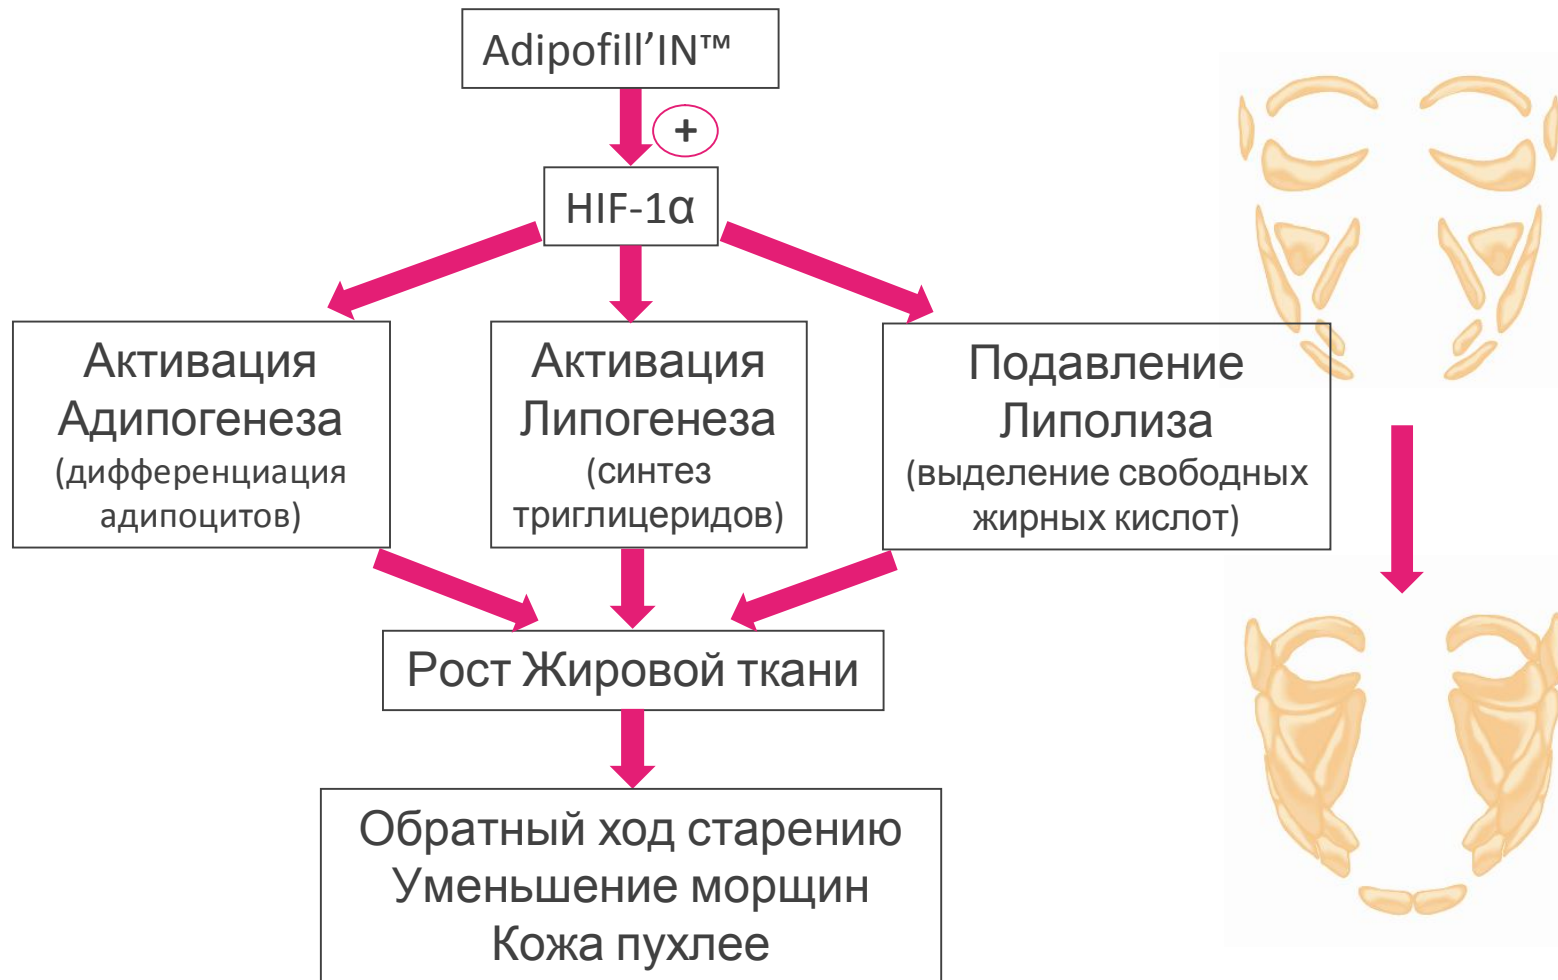 Adipofill’IN™
+
HIF-1α
Активация
Адипогенеза
(дифференциация
адипоцитов)
Активация
Липогенеза
(синтез
триглицеридов)
Подавление
Липолиза
(выделение свободных
жирных кислот)
Рост Жировой ткани
Обратный ход старению
Уменьшение морщин
Кожа пухлее